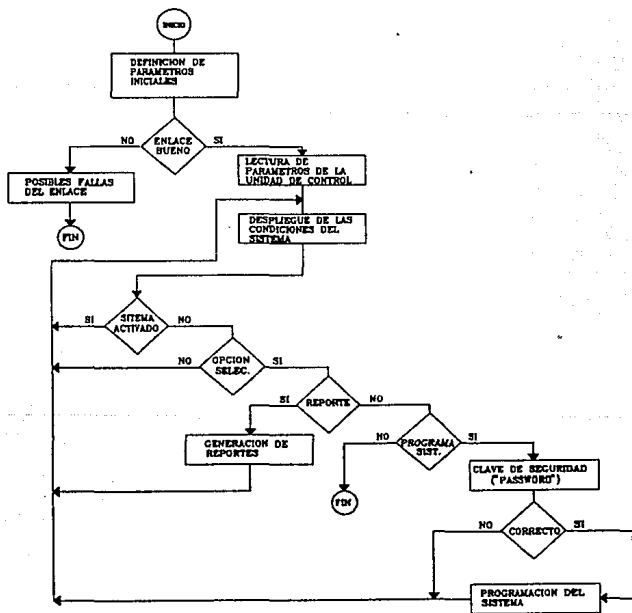 INICIO
DEFINICION DE
PARAMETROS
INICIALES
NO
ENLACE
BUENO
SI
POSIBLES FALLAS
DEL ENLACE
LECTURA DE
PARAMETROS DE LA
UNIDAD DE CONTROL
FIN
DESPLIEGUE DE LAS
CONDICIONES DEL
SISTEMA
SI
SITEMA
ACTIVADO
NO
NO
OPCION
SELEC.
SI
SI
REPORTE
NO
GENERACION DE
REPORTES
NO
PROGRAMA
SIST.
SI
FIN
CLAVE DE SEGURIDAD
("PASSWORD")
NO
CORRECTO
SI
PROGRAMACION DEL
SISTEMA